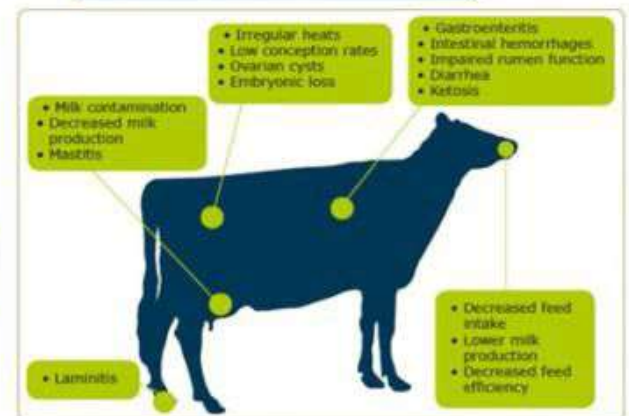 • Irregular heats
• Low conception rates
• Ovarian cysts
• Embryonic loss
• Gastroenteritis
• Intestinal hemorrhages
• Impaired rumen function
• Diarrhea
• Ketosis
• Milk contamination
• Decreased milk
production
• Mastitis
• Decreased feed
intake
• Lower milk
production
• Decreased feed
efficiency
• Laminitis